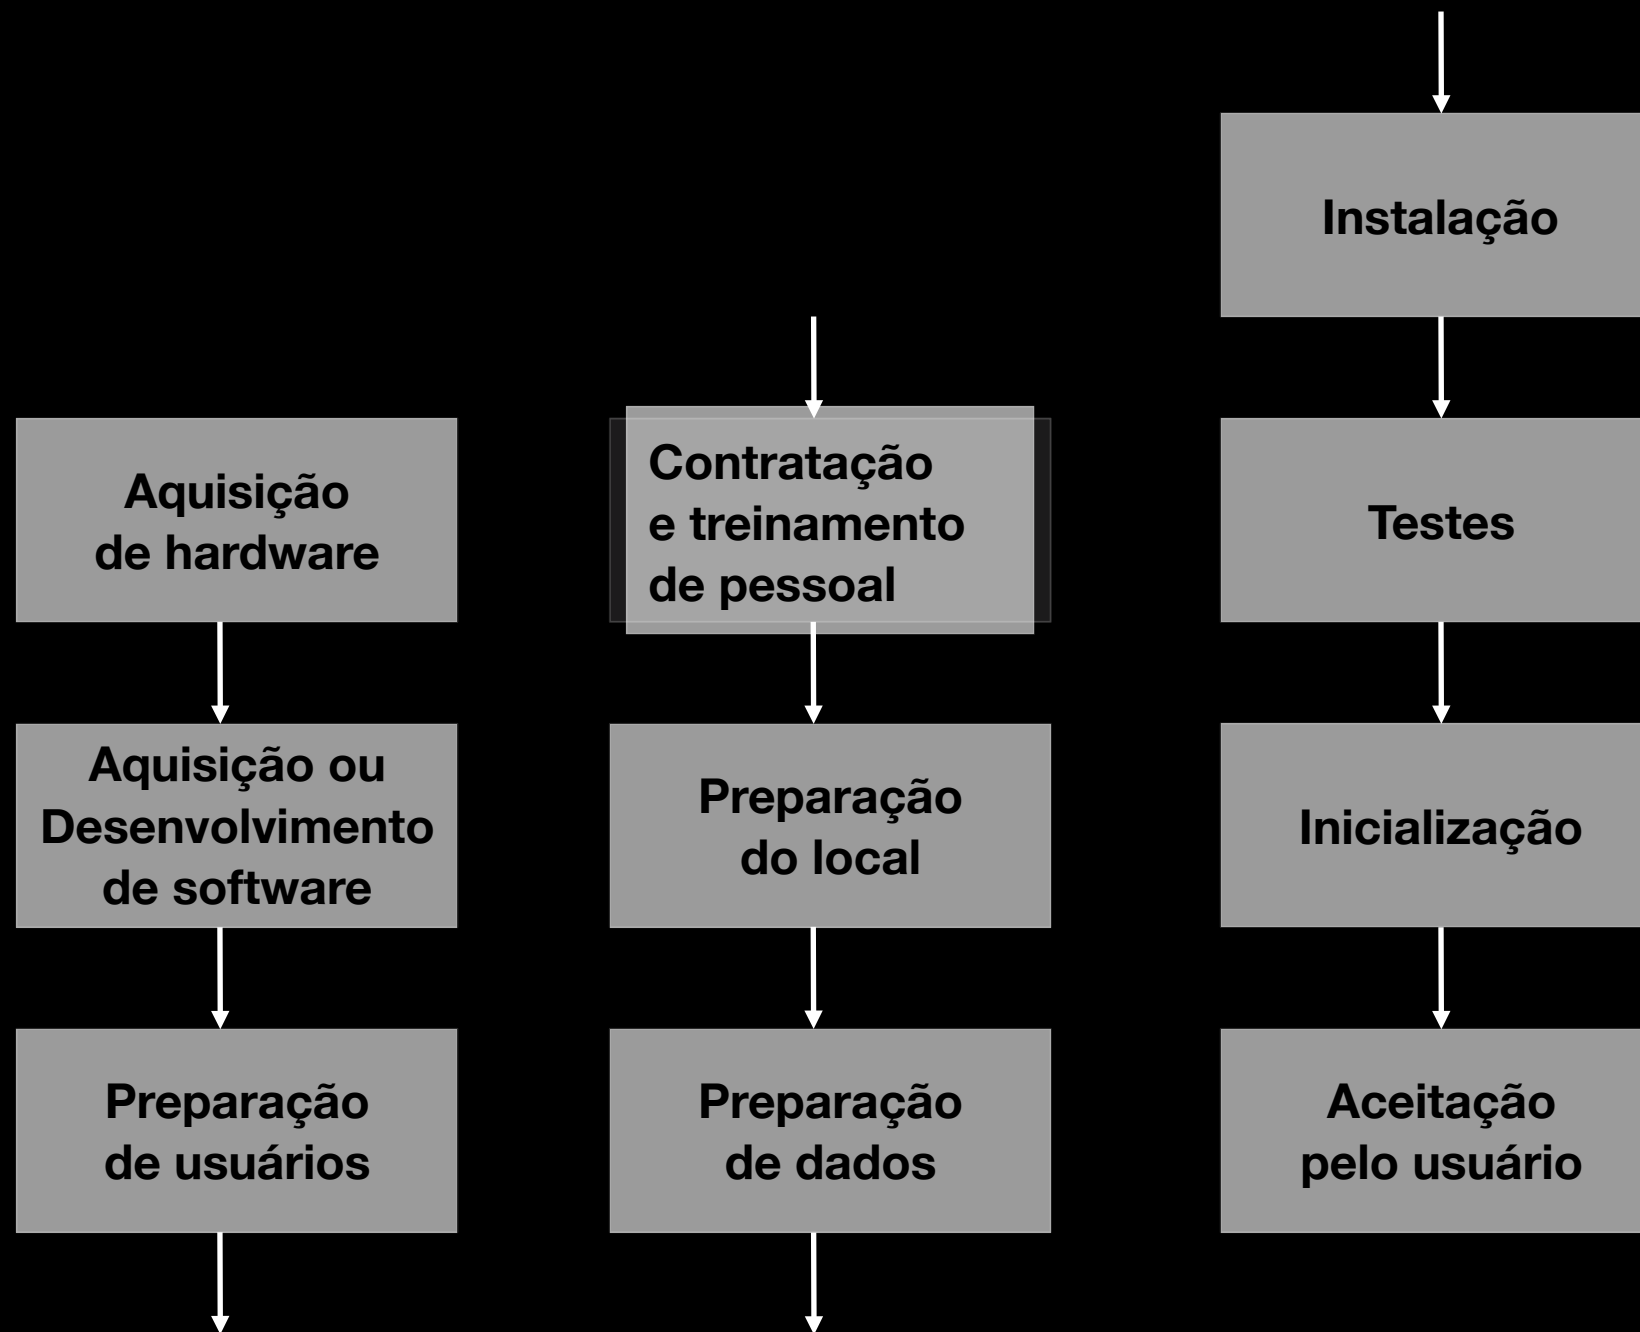 Aquisição
de hardware
Aquisição ou
Desenvolvimento
de software
Preparação
de usuários
Contratação
e treinamento
de pessoal
Preparação
do local
Preparação
de dados
Instalação
Testes
Inicialização
Aceitação
pelo usuário